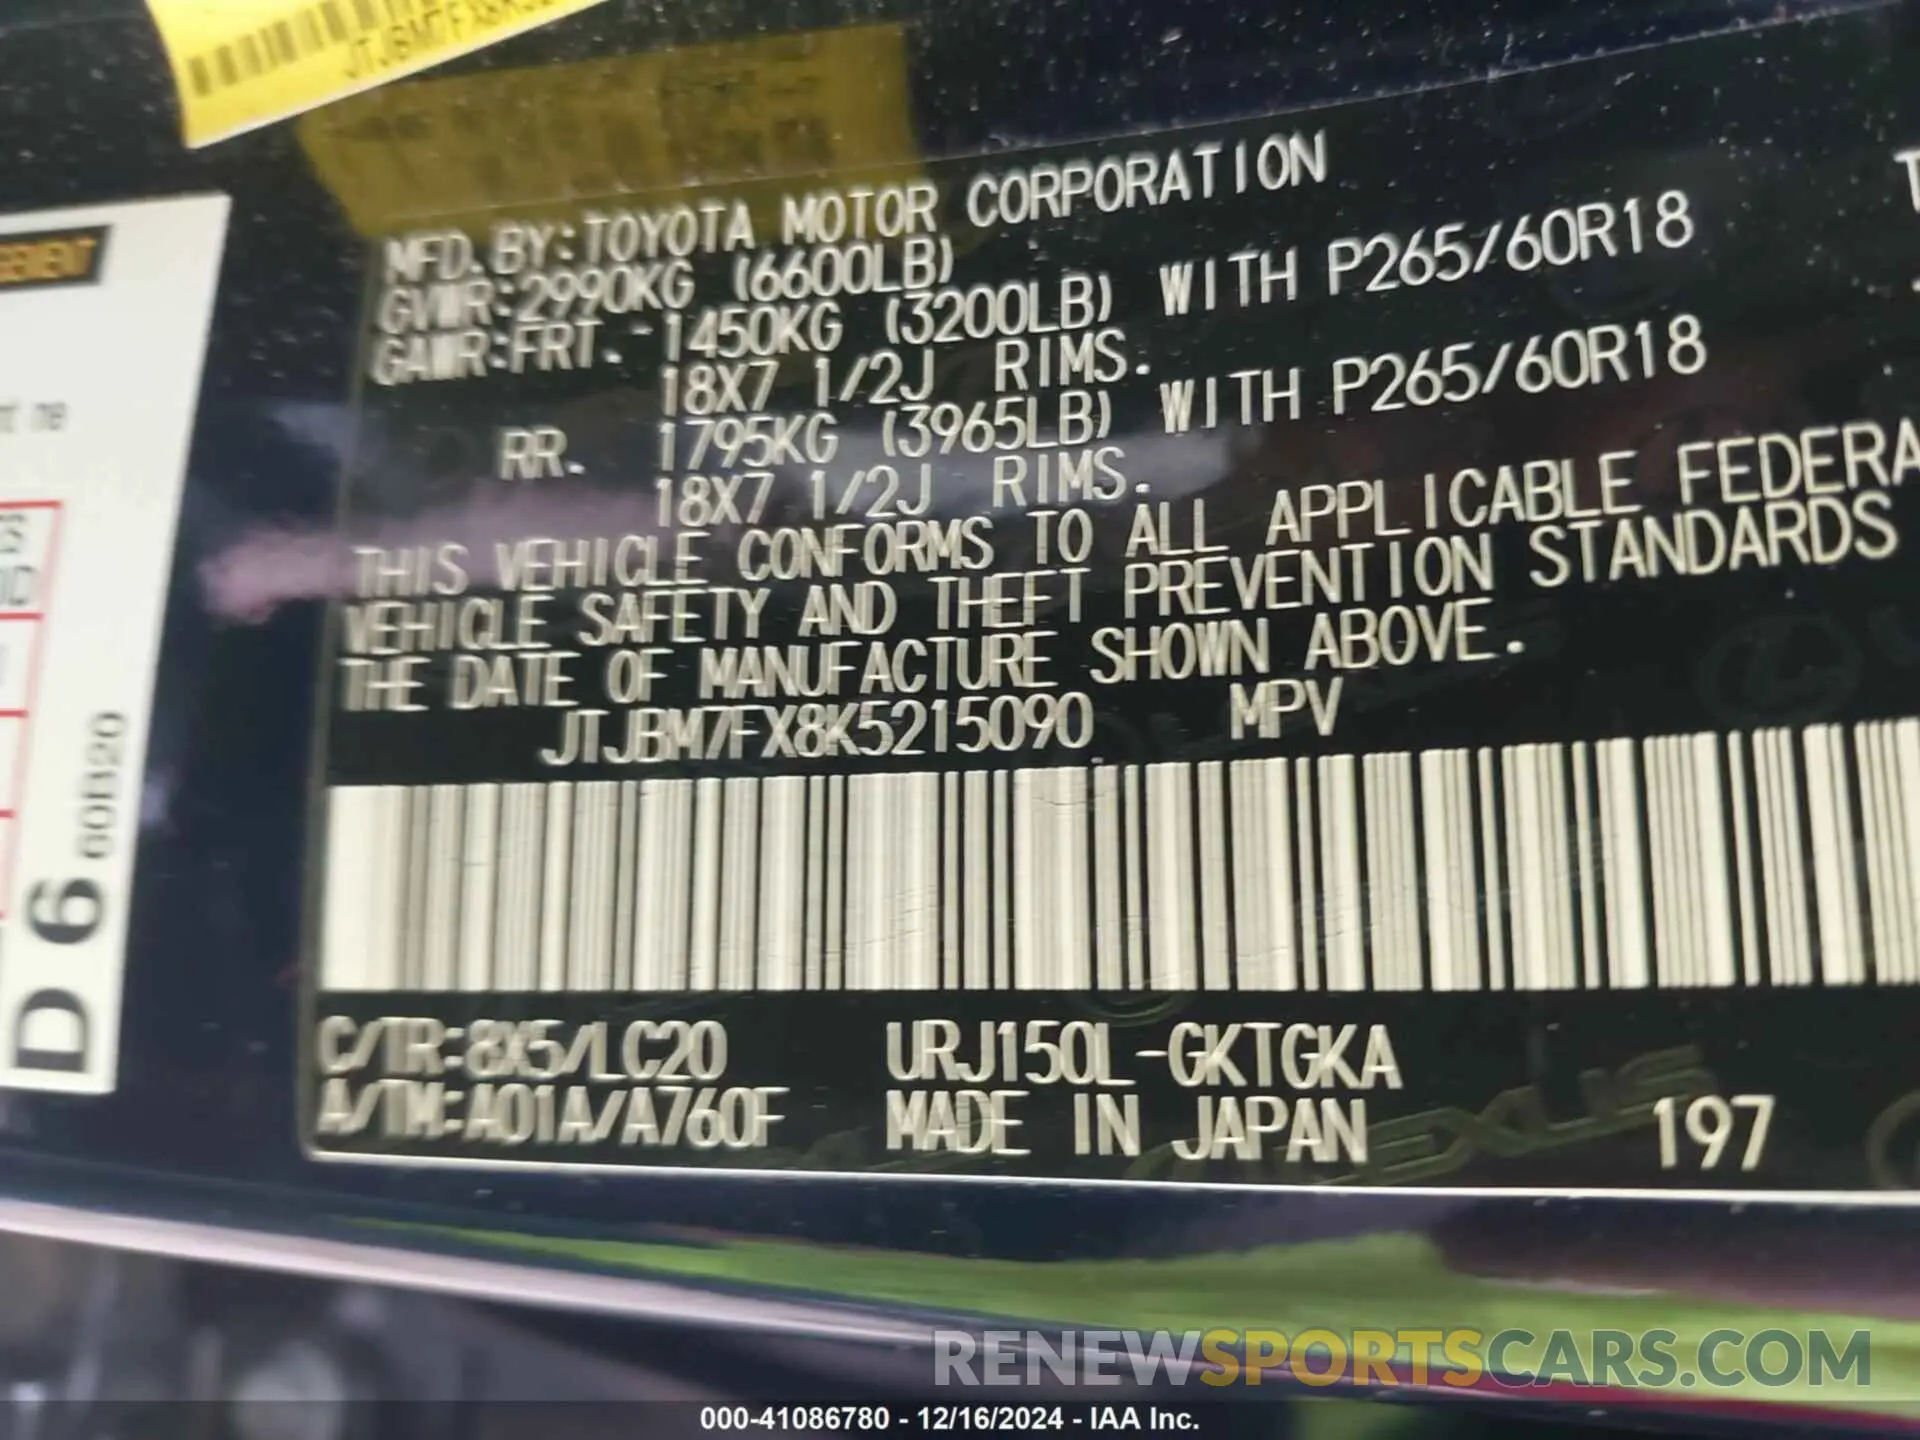 JTJBM7FX8K52
MFD. BY: TOYOTA MOTOR CORPORATION
GVWR: 2990KG (6600LB)
GAWR: FRT. 1450KG (3200LB) WITH P265/60R18
18X7 1/2J RIMS.
RR. 1795KG (3965LB) WITH P265/60R18
18X7 1/2J RIMS.
THIS VEHICLE CONFORMS TO ALL APPLICABLE FEDERA
VEHICLE SAFETY AND THEFT PREVENTION STANDARDS
THE DATE OF MANUFACTURE SHOWN ABOVE.
JTJBM7FX8K5215090 MPV
C/TR: 8X5/LC20 URJ150L-GKTGKA
A/TM: A01A/A760F MADE IN JAPAN 197
D 6 60B20
RENEWSPORTSCARS.COM
000-41086780 - 12/16/2024 - IAA Inc.